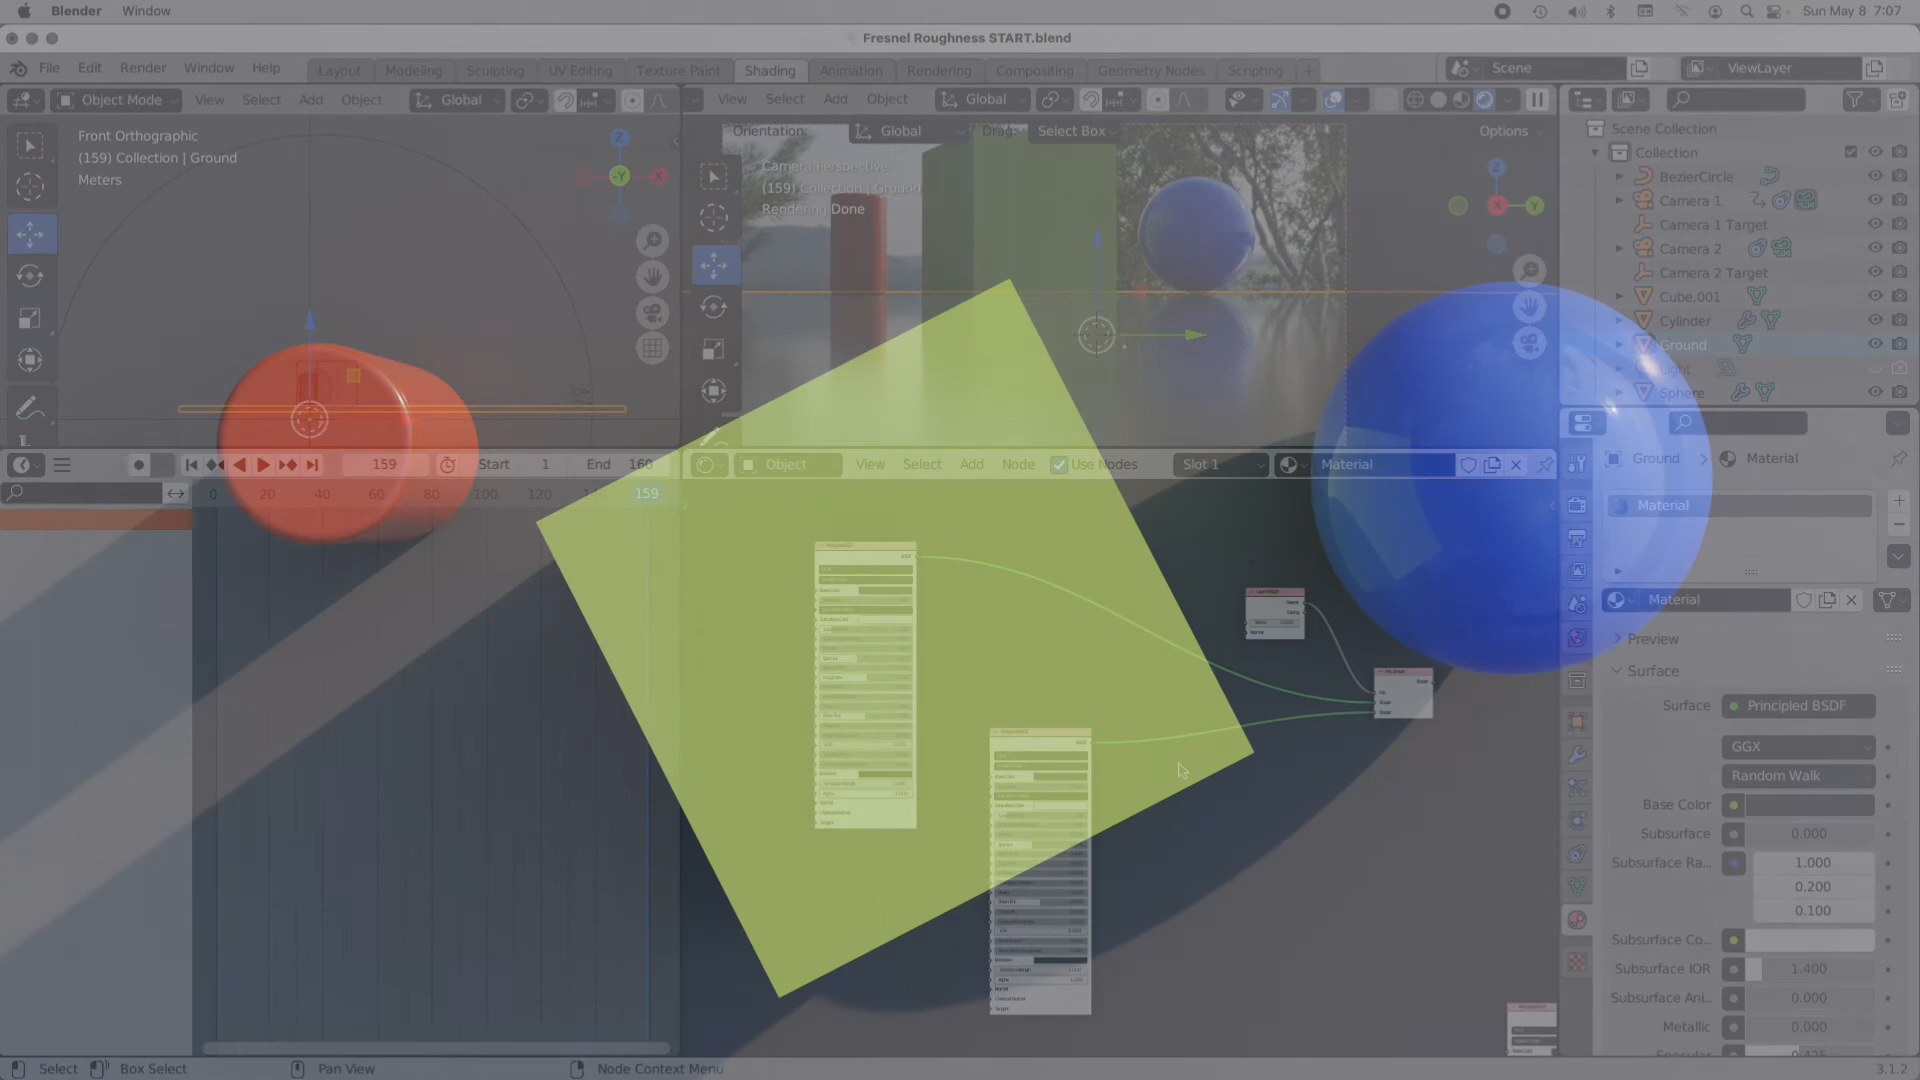 Blender Window Sun May 8 7:07
Fresnel Roughness START.blend
File Edit Render Window Help Layout Modeling Sculpting UV Editing Texture Paint Shading Animation Rendering Compositing Geometry Nodes Scripting + Scene ViewLayer
Object Mode View Select Add Object Global
View Select Add Object Global
Orientation: Global Drag: Select Box Options
Front Orthographic
(159) Collection | Ground
Meters
Z
-Y
X
Camera Perspective
(159) Collection | Ground
Rendering Done
Z
X
Y
Scene Collection
Collection
BezierCircle
Camera 1
Camera 1 Target
Camera 2
Camera 2 Target
Cube.001
Cylinder
Ground
Light
Sphere
159 Start 1 End 160
0 20 40 60 80 100 120 159
Object View Select Add Node Use Nodes Slot 1 Material
Ground > Material
Material
Material
Preview
Surface
Surface Principled BSDF
GGX
Random Walk
Base Color
Subsurface 0.000
Subsurface Ra... 1.000
0.200
0.100
Subsurface Co...
Subsurface IOR 1.400
Subsurface Ani... 0.000
Metallic 0.000
Select Box Select Pan View Node Context Menu 3.1.2